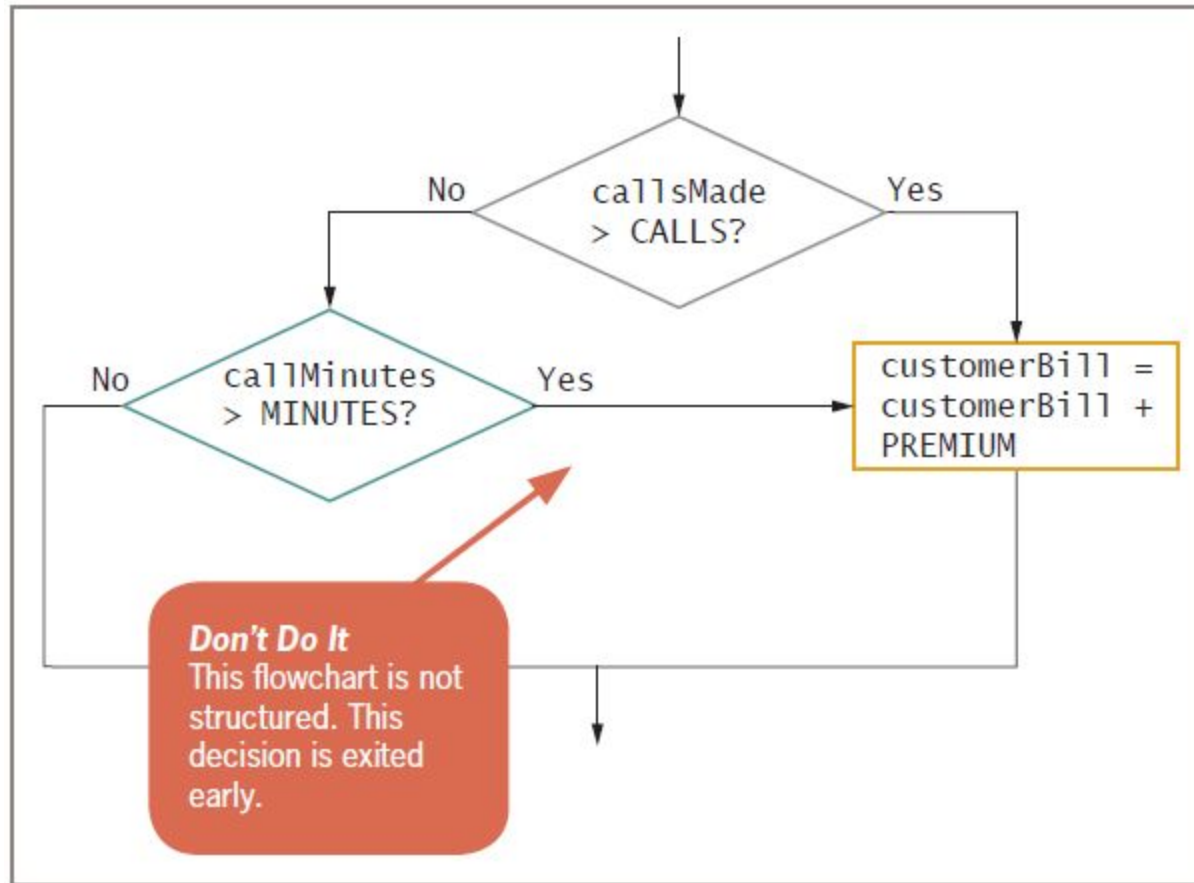 callsMade
> CALLS?
No
Yes
callMinutes
> MINUTES?
No
Yes
customerBill =
customerBill +
PREMIUM
Don't Do It
This flowchart is not
structured. This
decision is exited
early.